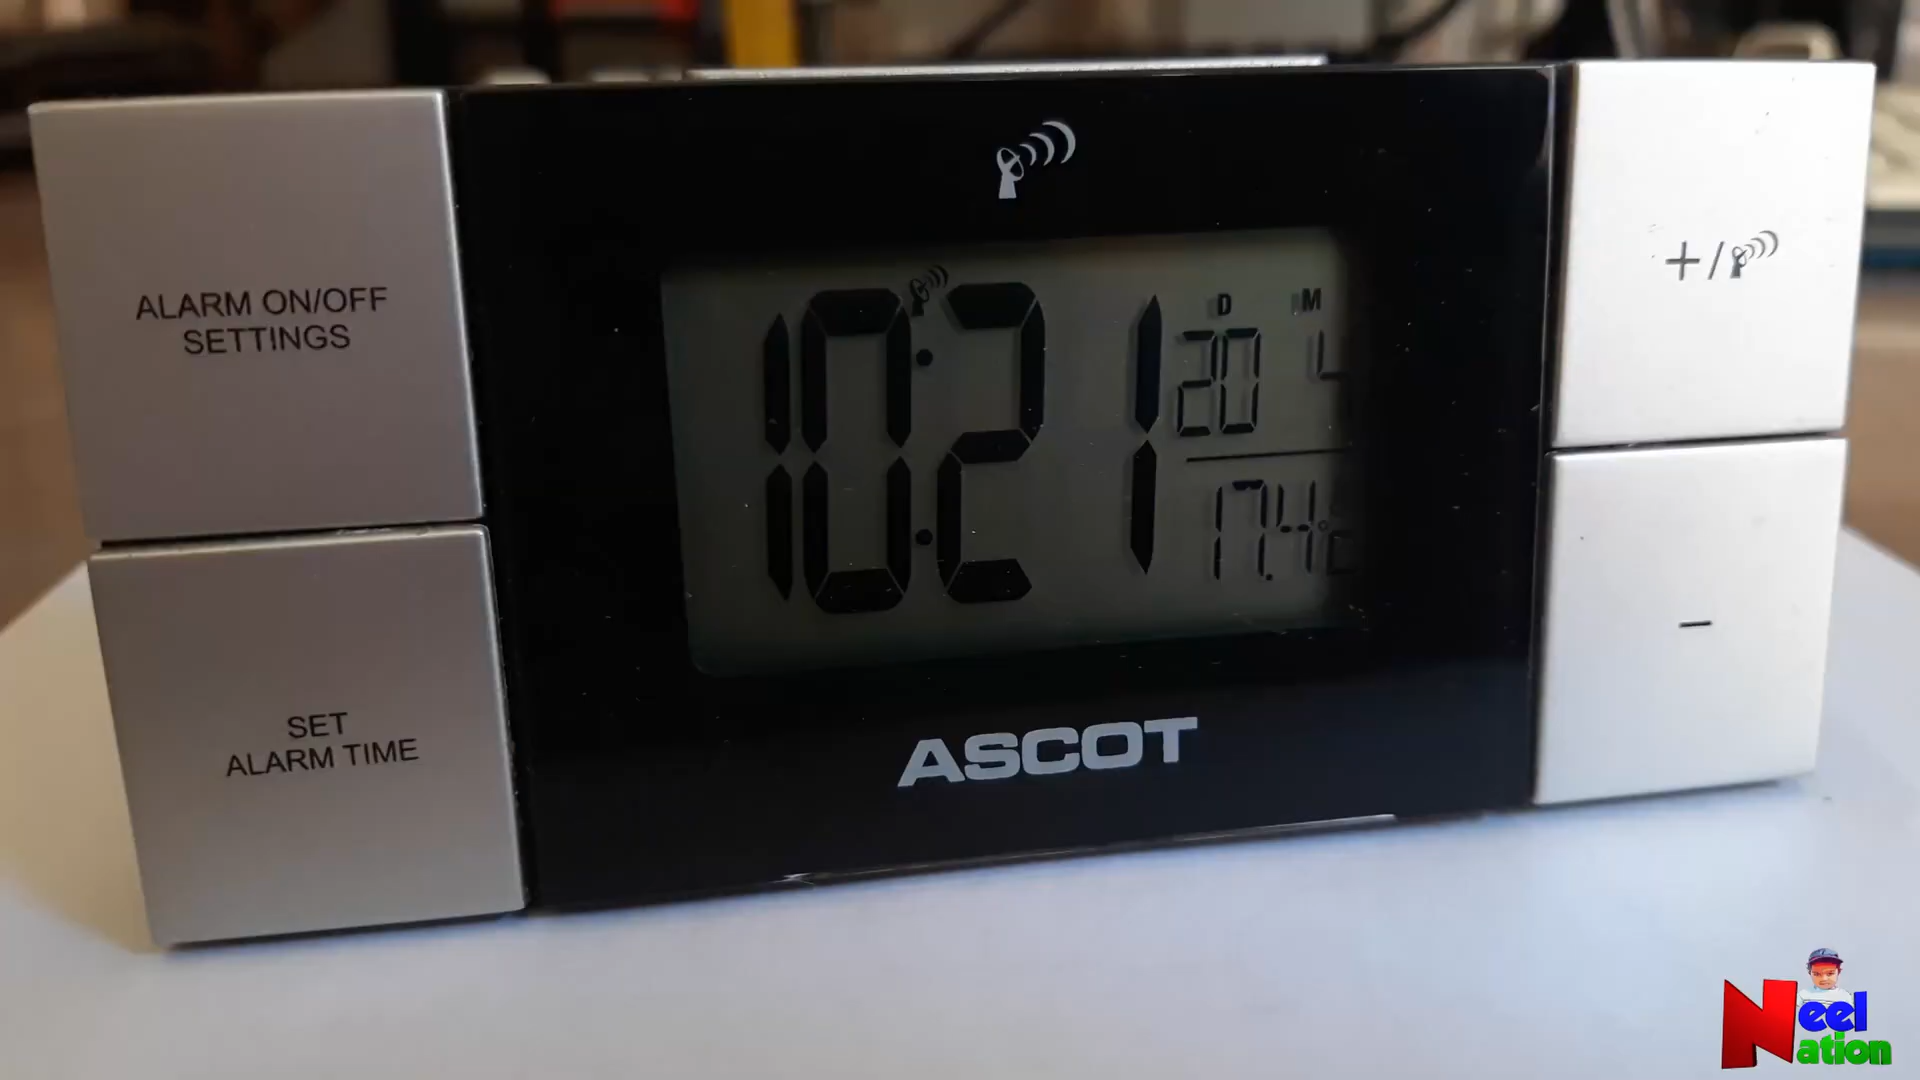 ALARM ON/OFF
SETTINGS
SET
ALARM TIME
10:21
D M
20 4
17.4°C
ASCOT
+/
−
Neel
Nation